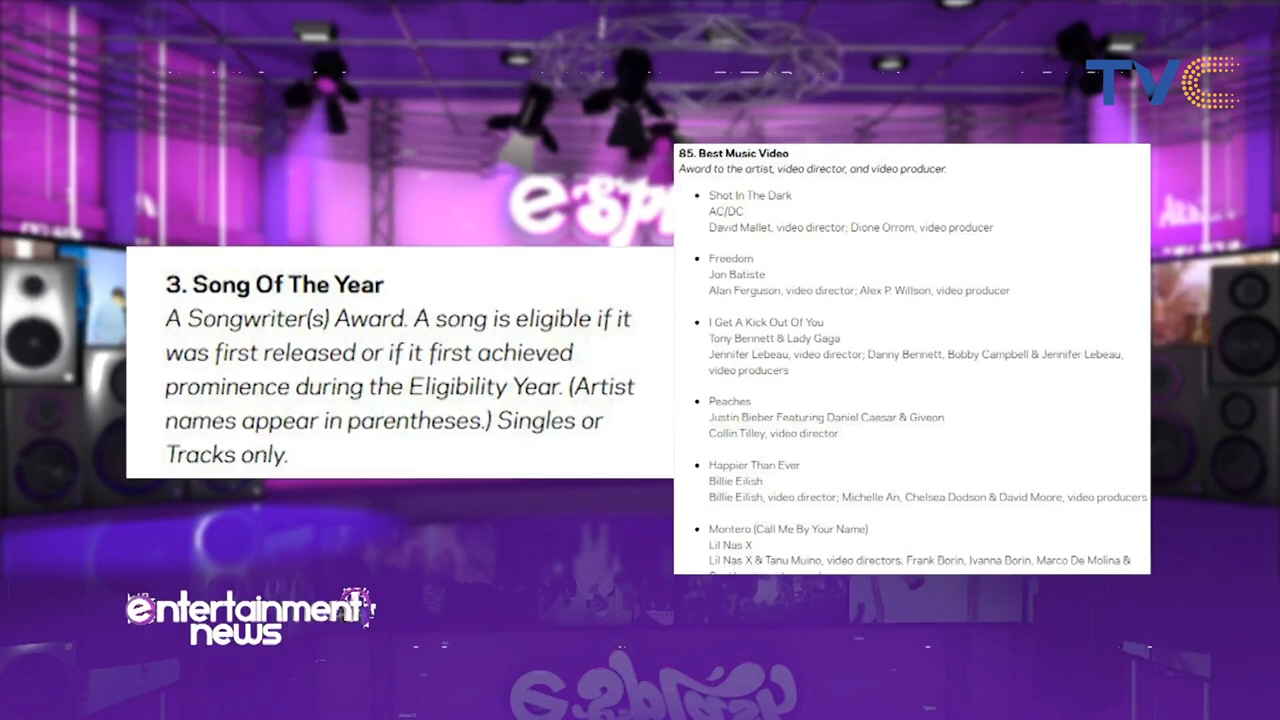 TVC
3. Song Of The Year
A Songwriter(s) Award. A song is eligible if it
was first released or if it first achieved
prominence during the Eligibility Year. (Artist
names appear in parentheses.) Singles or
Tracks only.
85. Best Music Video
Award to the artist, video director, and video producer.
• Shot In The Dark
AC/DC
David Mallet, video director; Dione Orrom, video producer
• Freedom
Jon Batiste
Alan Ferguson, video director; Alex P. Willson, video producer
• I Get A Kick Out Of You
Tony Bennett & Lady Gaga
Jennifer Lebeau, video director; Danny Bennett, Bobby Campbell & Jennifer Lebeau,
video producers
• Peaches
Justin Bieber Featuring Daniel Caesar & Giveon
Collin Tilley, video director
• Happier Than Ever
Billie Eilish
Billie Eilish, video director; Michelle An, Chelsea Dodson & David Moore, video producers
• Montero (Call Me By Your Name)
Lil Nas X
Lil Nas X & Tanu Muino, video directors; Frank Borin, Ivanna Borin, Marco De Molina &
entertainment
news